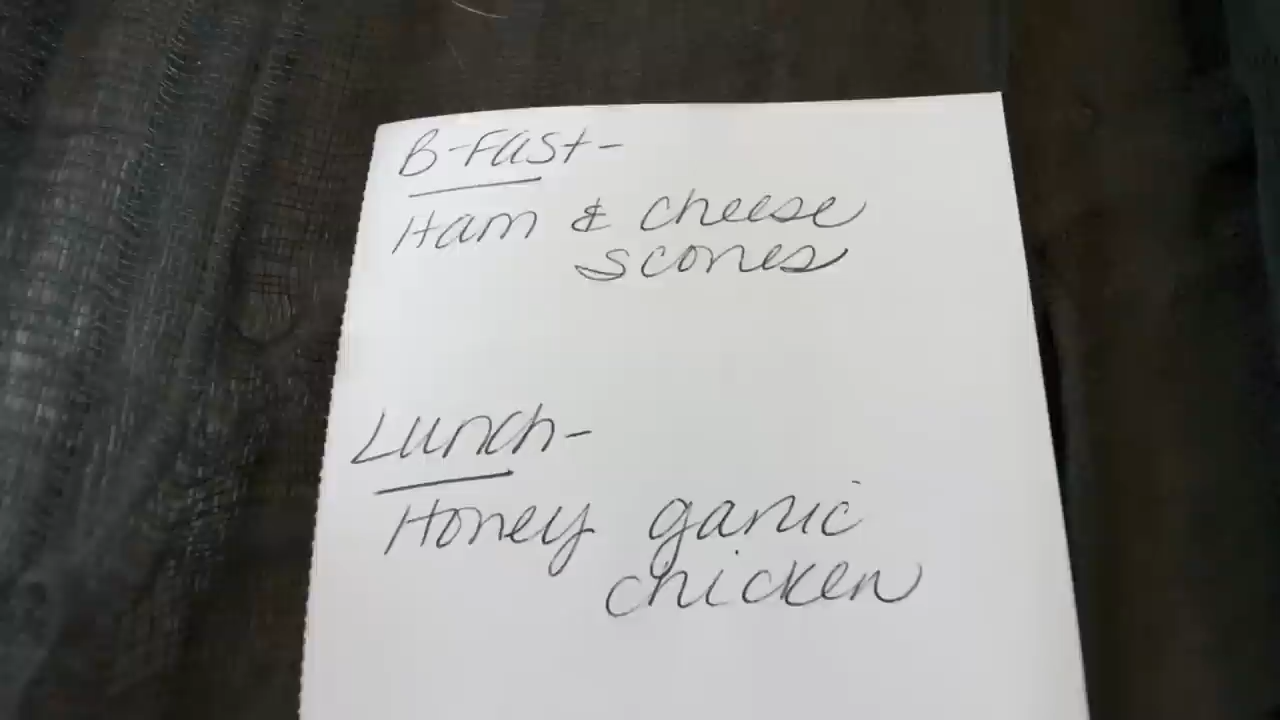 B-Fast-
Ham & cheese
scones
Lunch-
Honey garlic
chicken